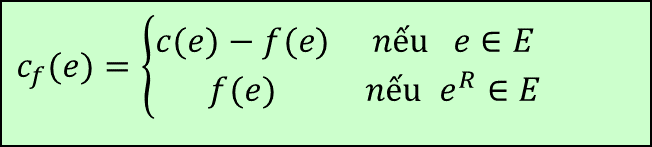 c_f(e) = { c(e) − f(e) nếu e ∈ E
f(e) nếu e^R ∈ E